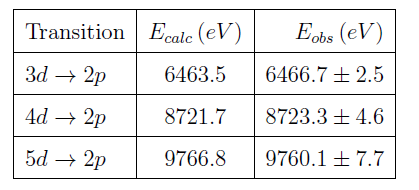 Transition E_calc (eV) E_obs (eV)
3d → 2p 6463.5 6466.7 ± 2.5
4d → 2p 8721.7 8723.3 ± 4.6
5d → 2p 9766.8 9760.1 ± 7.7